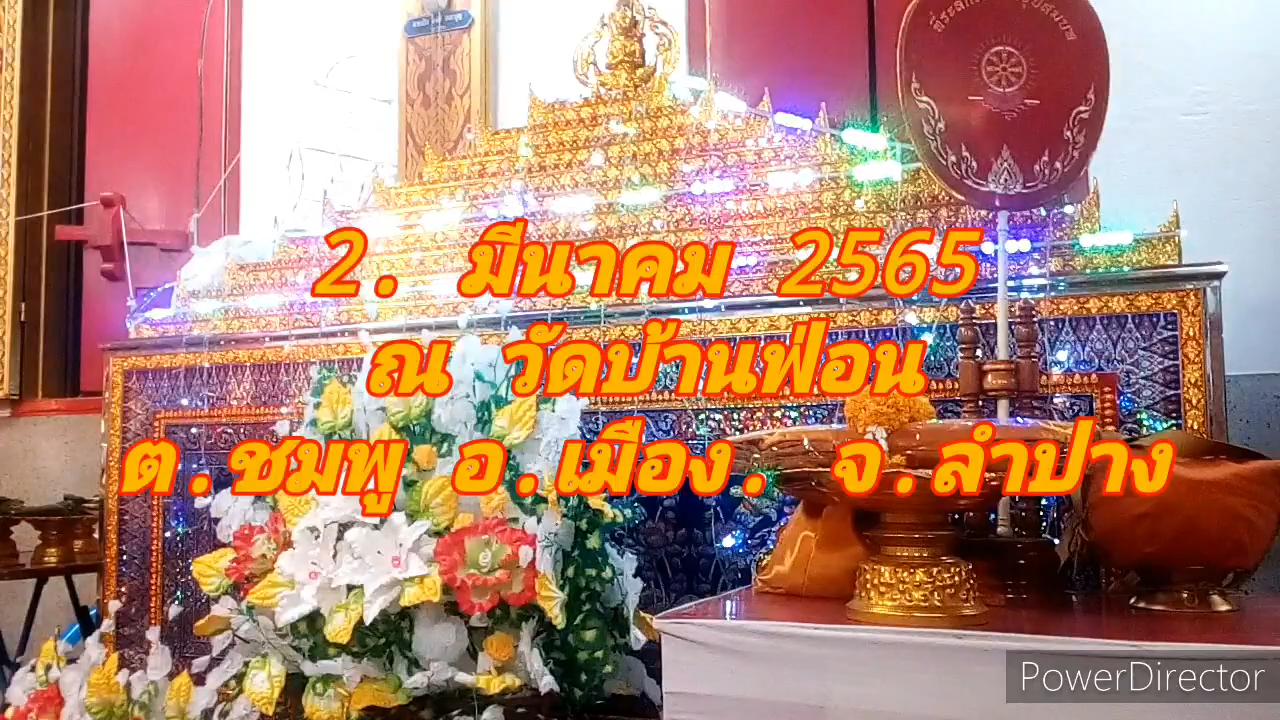 2. มีนาคม 2565
ณ วัดบ้านฟ่อน
ต.ชมพู อ.เมือง. จ.ลำปาง
PowerDirector